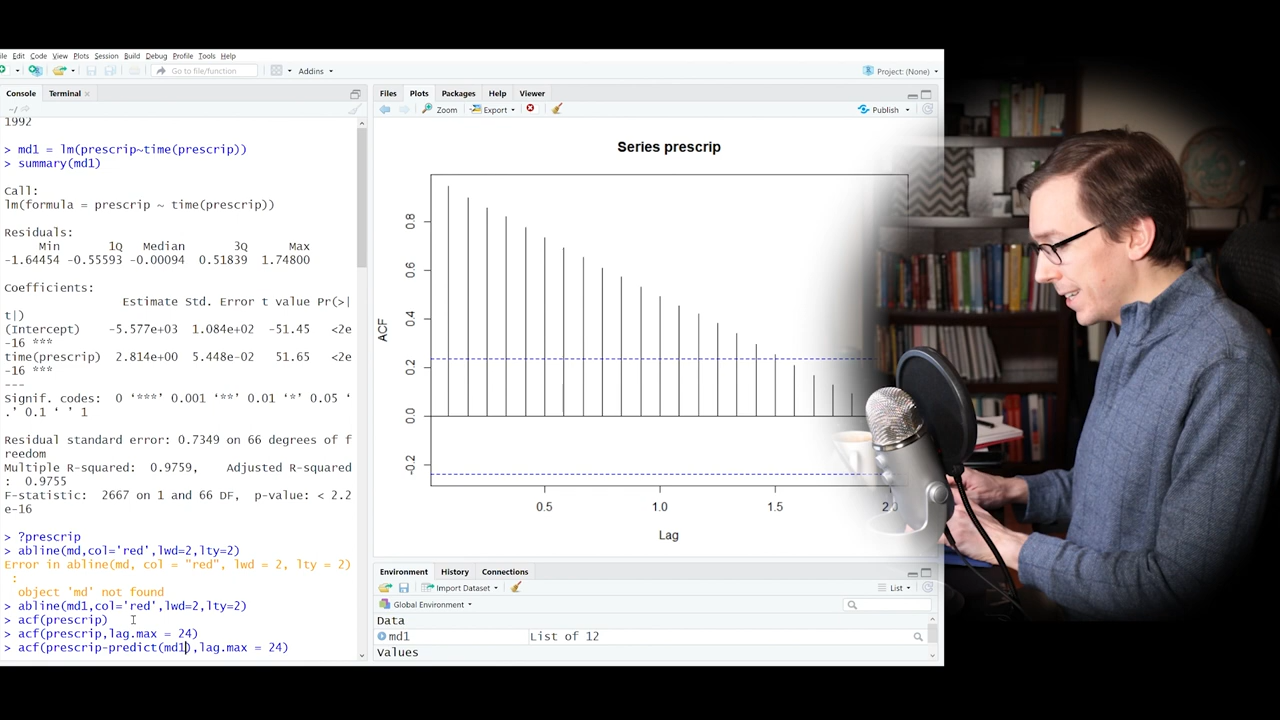 ile Edit Code View Plots Session Build Debug Profile Tools Help
Go to file/function Addins Project: (None)
Console Terminal
~/
1992
> md1 = lm(prescrip~time(prescrip))
> summary(md1)
Call:
lm(formula = prescrip ~ time(prescrip))
Residuals:
Min 1Q Median 3Q Max
-1.64454 -0.55593 -0.00094 0.51839 1.74800
Coefficients:
Estimate Std. Error t value Pr(>|
t|)
(Intercept) -5.577e+03 1.084e+02 -51.45 <2e
-16 ***
time(prescrip) 2.814e+00 5.448e-02 51.65 <2e
-16 ***
---
Signif. codes: 0 ‘***’ 0.001 ‘**’ 0.01 ‘*’ 0.05 ‘
.’ 0.1 ‘ ’ 1
Residual standard error: 0.7349 on 66 degrees of f
reedom
Multiple R-squared: 0.9759, Adjusted R-squared
: 0.9755
F-statistic: 2667 on 1 and 66 DF, p-value: < 2.2
e-16
> ?prescrip
> abline(md,col='red',lwd=2,lty=2)
Error in abline(md, col = "red", lwd = 2, lty = 2)
:
object 'md' not found
> abline(md1,col='red',lwd=2,lty=2)
> acf(prescrip)
> acf(prescrip,lag.max = 24)
> acf(prescrip-predict(md1),lag.max = 24)
Files Plots Packages Help Viewer
Zoom Export Publish
Series prescrip
ACF
0.8
0.6
0.4
0.2
0.0
-0.2
0.5 1.0 1.5 2.0
Lag
Environment History Connections
Import Dataset List
Global Environment
Data
md1 List of 12
Values